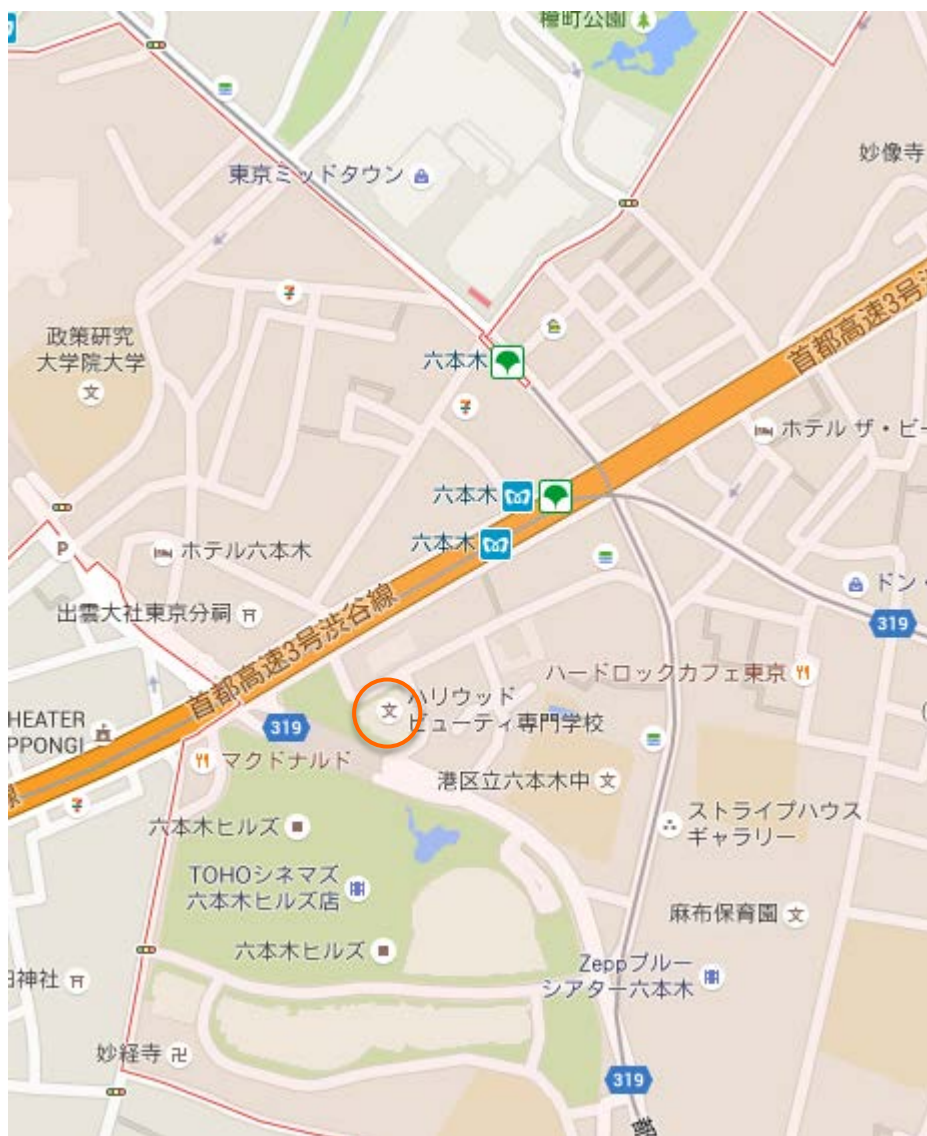 檜町公園
妙像寺
東京ミッドタウン
政策研究
大学院大学
文
六本木
首都高速3号渋
ホテル ザ・ビー
六本木
六本木
P
ホテル六本木
ドン・
出雲大社東京分祠
319
首都高速3号渋谷線
ハードロックカフェ東京
ハリウッド
ビューティ専門学校
文
HEATER
PPONGI
319
マクドナルド
線
港区立六本木中
文
ストライプハウス
ギャラリー
六本木ヒルズ
TOHOシネマズ
六本木ヒルズ店
麻布保育園
文
六本木ヒルズ
Zeppブルー
シアター六本木
神社
妙経寺
319
都